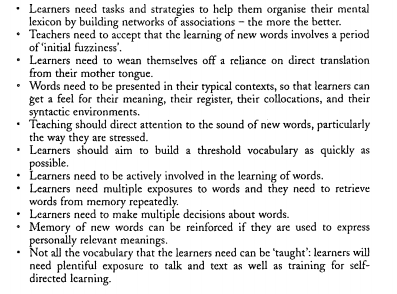 • Learners need tasks and strategies to help them organise their mental
lexicon by building networks of associations – the more the better.
• Teachers need to accept that the learning of new words involves a period
of 'initial fuzziness'.
• Learners need to wean themselves off a reliance on direct translation
from their mother tongue.
• Words need to be presented in their typical contexts, so that learners can
get a feel for their meaning, their register, their collocations, and their
syntactic environments.
• Teaching should direct attention to the sound of new words, particularly
the way they are stressed.
• Learners should aim to build a threshold vocabulary as quickly as
possible.
• Learners need to be actively involved in the learning of words.
• Learners need multiple exposures to words and they need to retrieve
words from memory repeatedly.
• Learners need to make multiple decisions about words.
• Memory of new words can be reinforced if they are used to express
personally relevant meanings.
• Not all the vocabulary that the learners need can be 'taught': learners will
need plentiful exposure to talk and text as well as training for self-
directed learning.